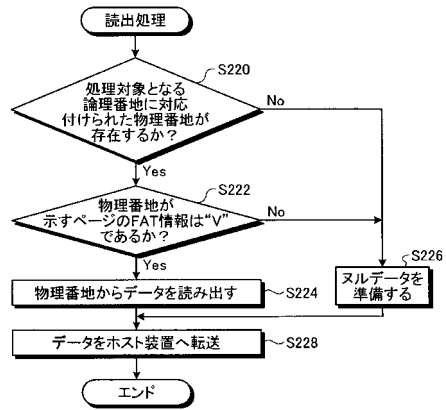 読出処理
S220
処理対象となる
論理番地に対応
付けられた物理番地が
存在するか？
No
Yes
S222
物理番地が
示すページのFAT情報は“V”
であるか？
No
Yes
S226
ヌルデータを
準備する
物理番地からデータを読み出す
S224
データをホスト装置へ転送
S228
エンド